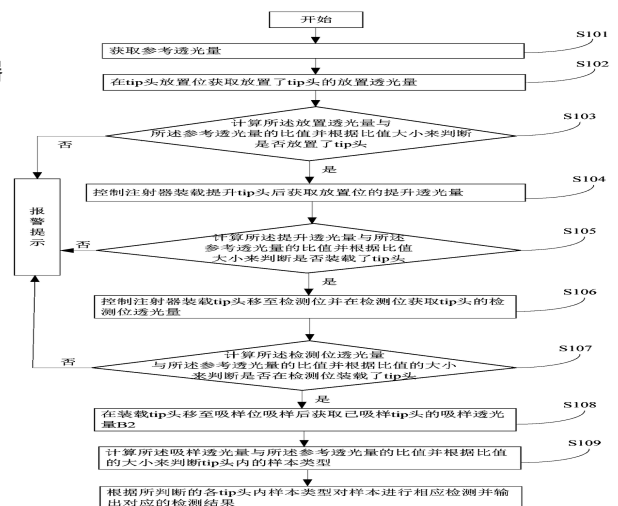 开始
S101
获取参考透光量
S102
在tip头放置位获取放置了tip头的放置透光量
S103
计算所述放置透光量与
所述参考透光量的比值并根据比值大小来判断
是否放置了tip头
否
是
S104
控制注射器装载提升tip头后获取放置位的提升透光量
报
警
提
示
S105
计算所述提升透光量与所述
参考透光量的比值并根据比值
大小来判断是否装载了tip头
否
是
S106
控制注射器装载tip头移至检测位并在检测位获取tip头的检
测位透光量
S107
计算所述检测位透光量
与所述参考透光量的比值并根据比值的大小
来判断是否在检测位装载了tip头
否
是
S108
在装载tip头移至吸样位吸样后获取已吸样tip头的吸样透光
量B2
S109
计算所述吸样透光量与所述参考透光量的比值并根据比值
的大小来判断tip头内的样本类型
根据所判断的各tip头内样本类型对样本进行相应检测并输
出对应的检测结果